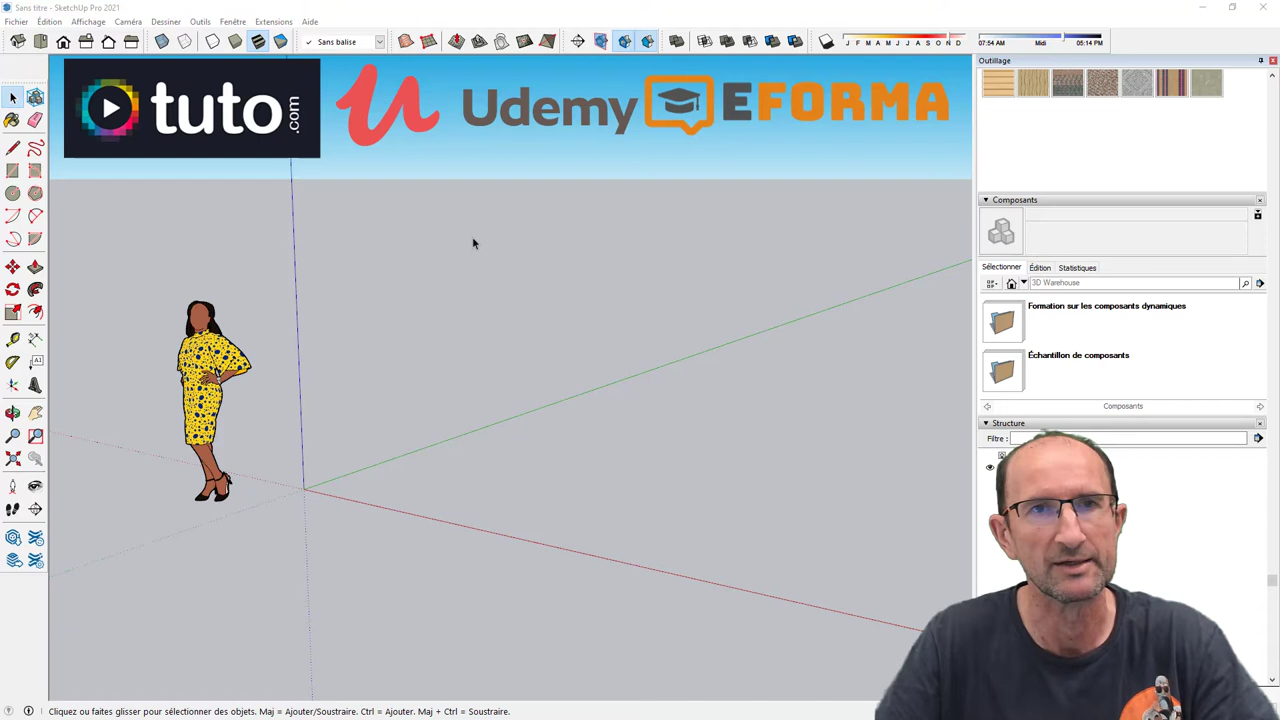 Sans titre - SketchUp Pro 2021
Fichier Édition Affichage Caméra Dessiner Outils Fenêtre Extensions Aide
Sans balise
J F M A M J J A S O N D
07:54 AM Midi 05:14 PM
Outillage
tuto.com
Udemy
EFORMA
Composants
Sélectionner Édition Statistiques
3D Warehouse
Formation sur les composants dynamiques
Échantillon de composants
Composants
Structure
Filtre :
Cliquez ou faites glisser pour sélectionner des objets. Maj = Ajouter/Soustraire. Ctrl = Ajouter. Maj + Ctrl = Soustraire.